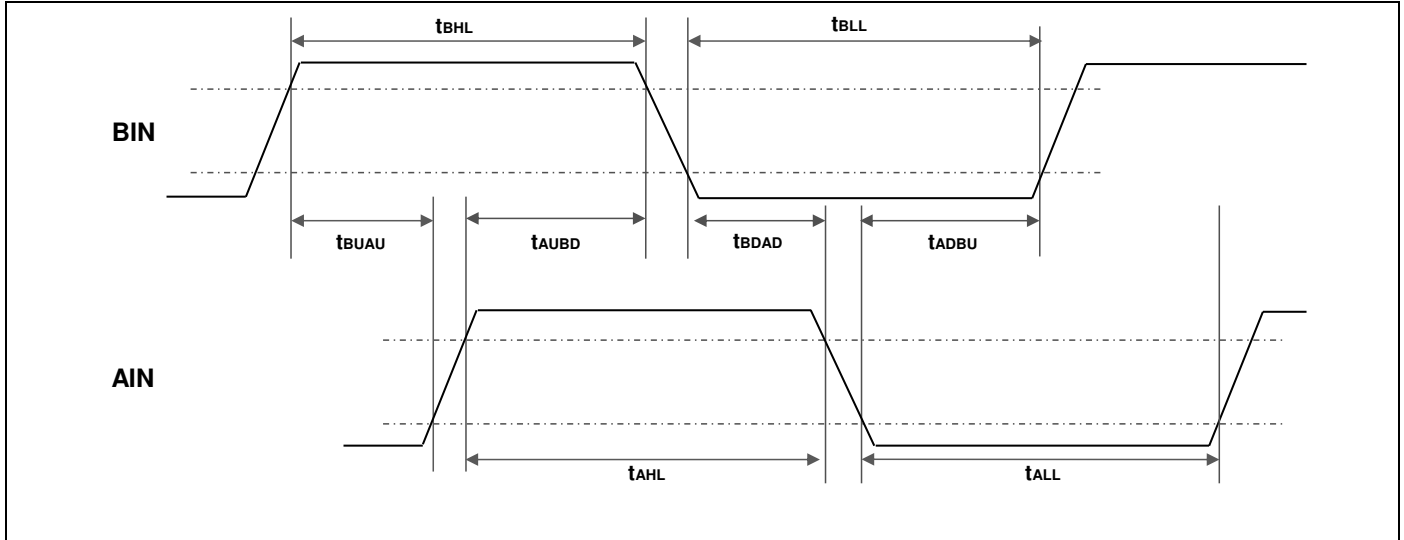 tBHL tBLL
BIN
tBUAU tAUBD tBDAD tADBU
AIN
tAHL tALL